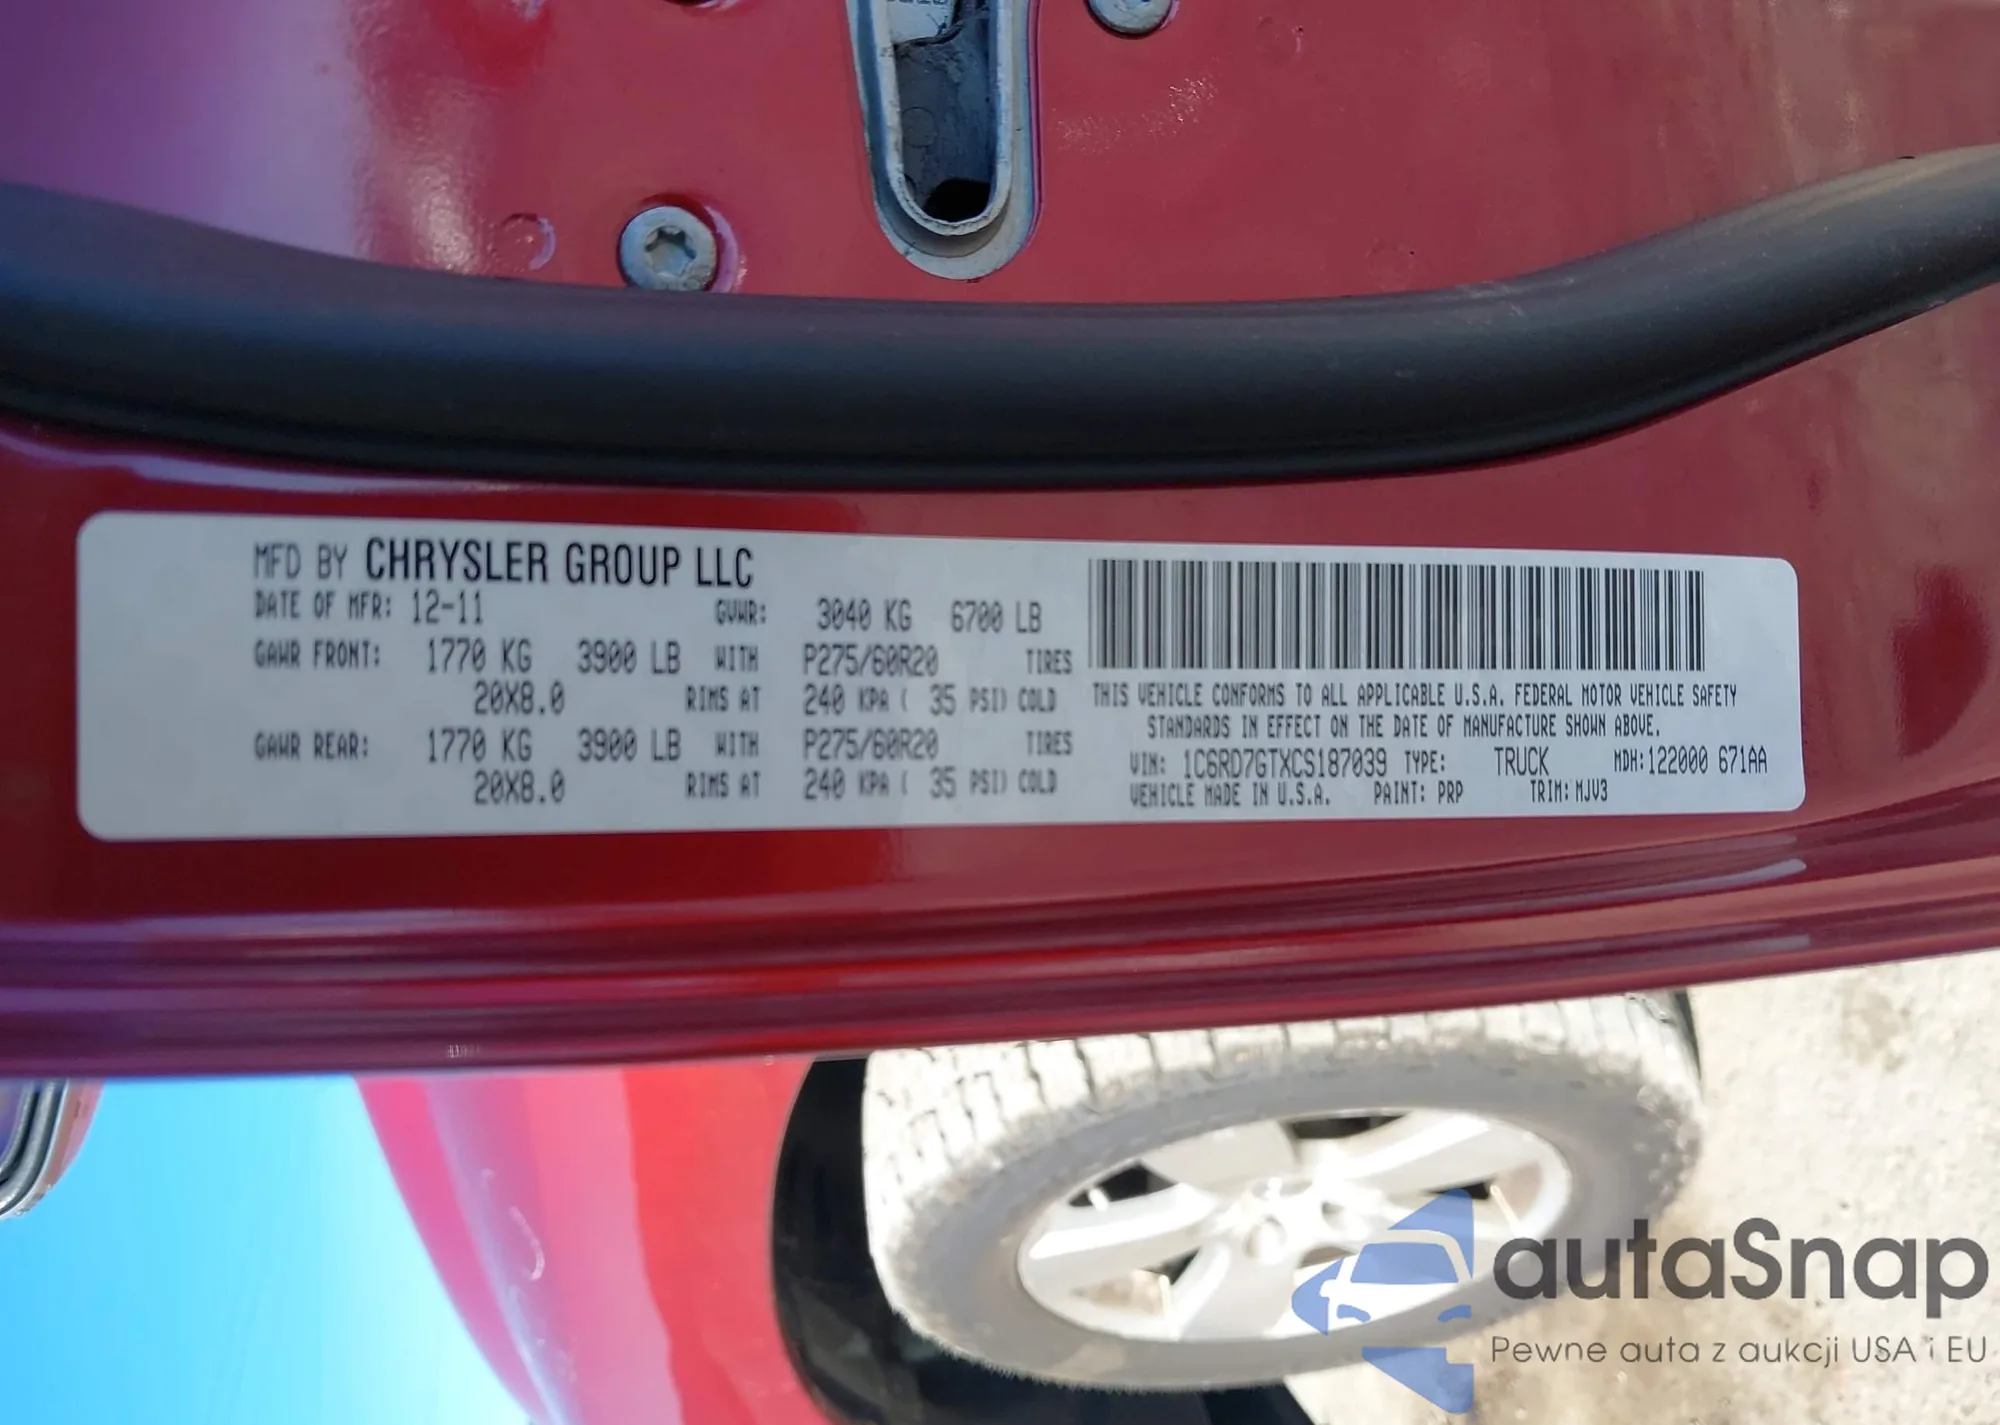 MFD BY CHRYSLER GROUP LLC
DATE OF MFR: 12-11 GVWR: 3040 KG 6700 LB
GAWR FRONT: 1770 KG 3900 LB WITH P275/60R20 TIRES
20X8.0 RIMS AT 240 KPA ( 35 PSI) COLD
GAWR REAR: 1770 KG 3900 LB WITH P275/60R20 TIRES
20X8.0 RIMS AT 240 KPA ( 35 PSI) COLD
THIS VEHICLE CONFORMS TO ALL APPLICABLE U.S.A. FEDERAL MOTOR VEHICLE SAFETY
STANDARDS IN EFFECT ON THE DATE OF MANUFACTURE SHOWN ABOVE.
VIN: 1C6RD7GTXCS187039 TYPE: TRUCK MDH:122000 671AA
VEHICLE MADE IN U.S.A. PAINT: PRP TRIM: MJV3
autaSnap
Pewne auta z aukcji USA i EU